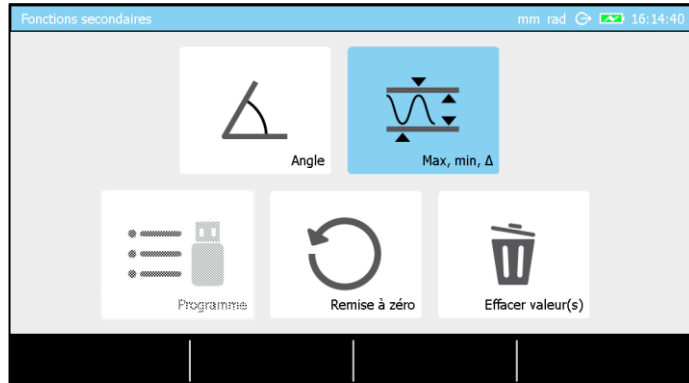 Fonctions secondaires mm rad 16:14:40
Angle Max, min, Δ
Programme Remise à zéro Effacer valeur(s)